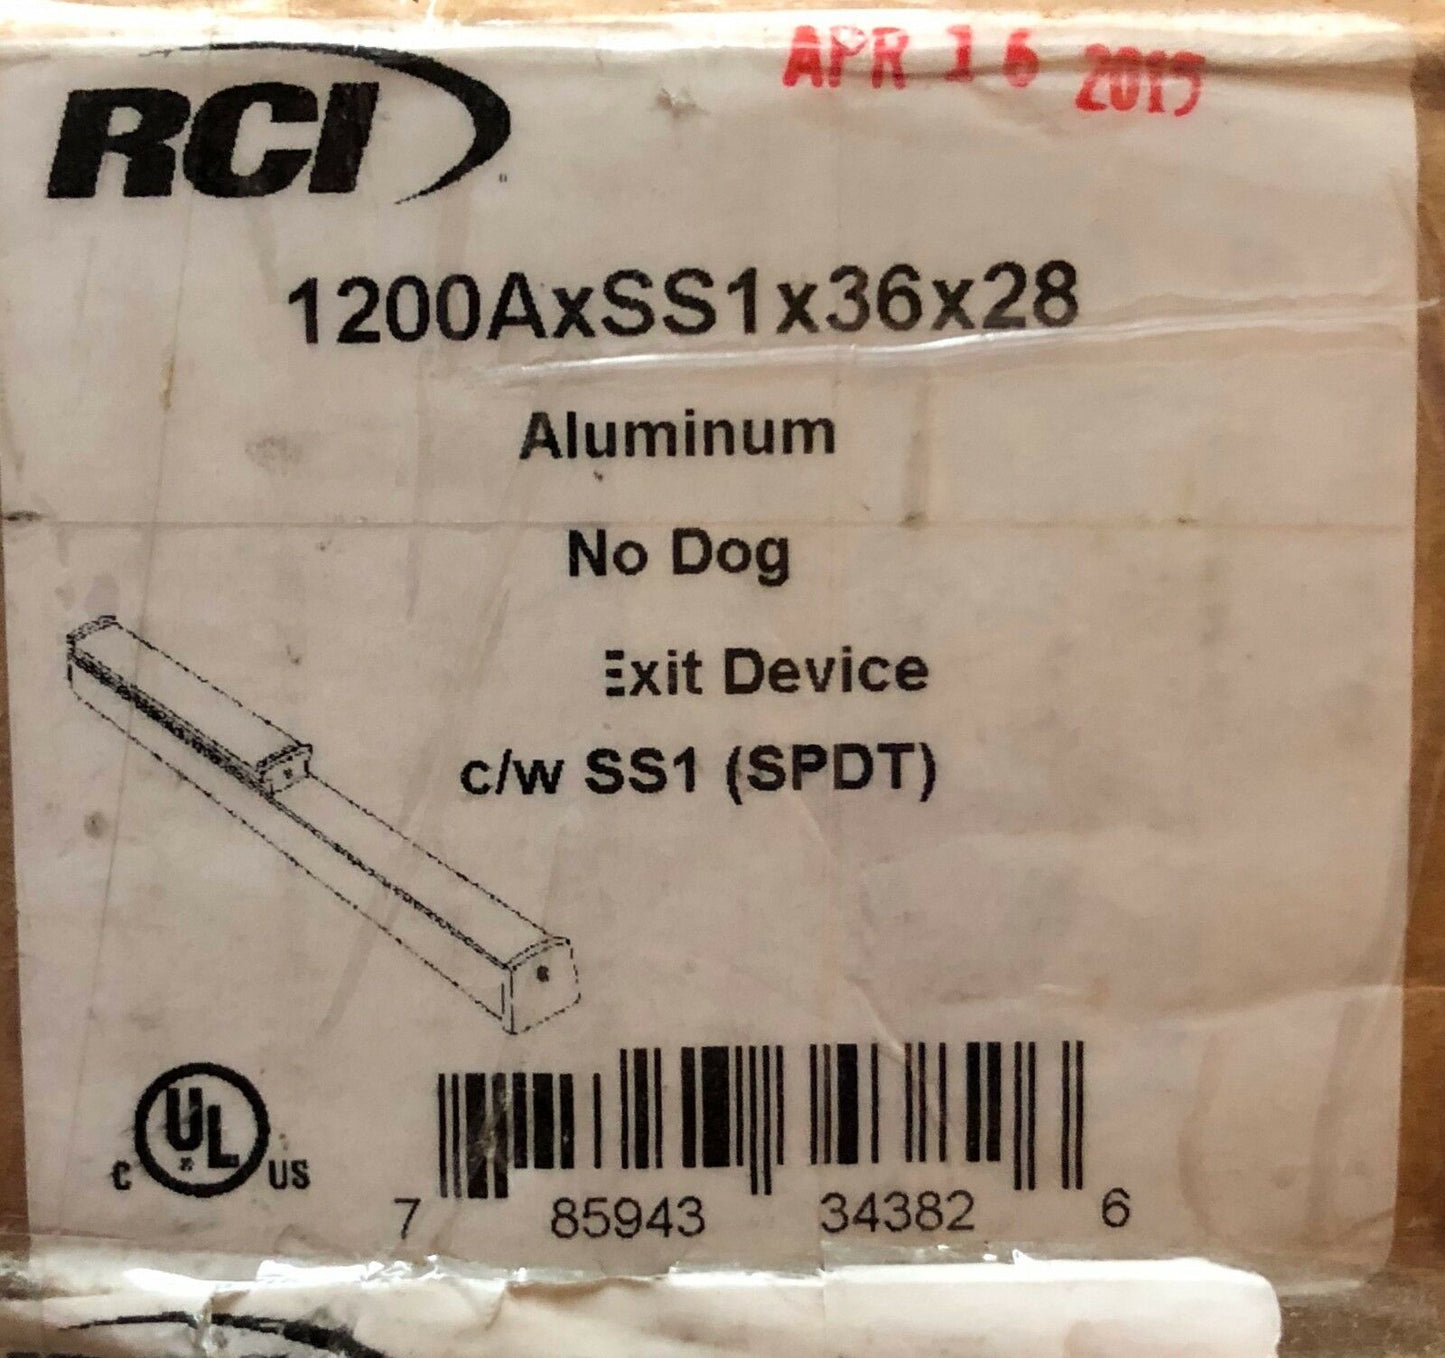 RCI
APR 16 2015
1200AxSS1x36x28
Aluminum
No Dog
Exit Device
c/w SS1 (SPDT)
C UL US
7 85943 34382 6